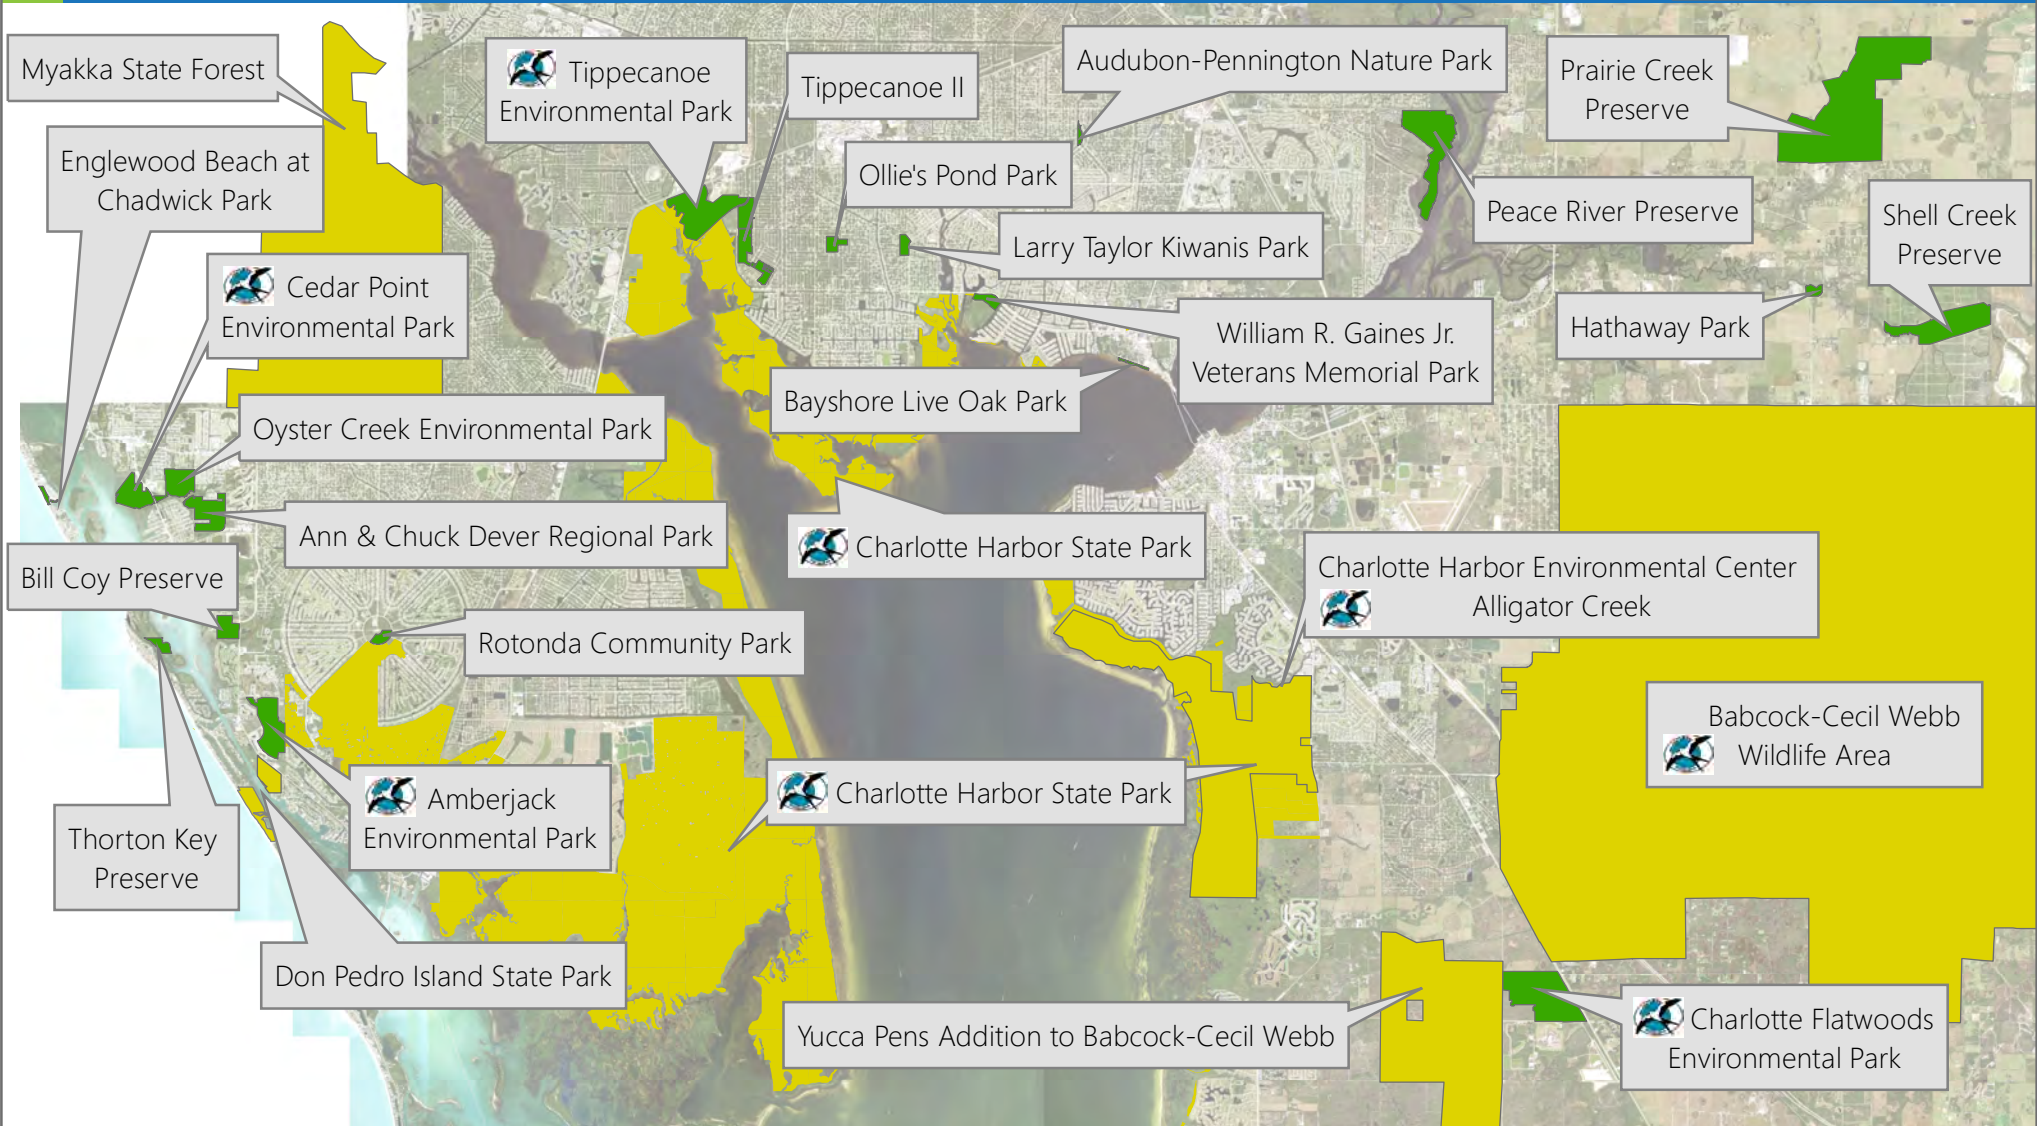 Myakka State Forest
Tippecanoe
Environmental Park
Tippecanoe II
Audubon-Pennington Nature Park
Prairie Creek
Preserve
Englewood Beach at
Chadwick Park
Ollie's Pond Park
Peace River Preserve
Shell Creek
Preserve
Larry Taylor Kiwanis Park
Cedar Point
Environmental Park
Hathaway Park
William R. Gaines Jr.
Veterans Memorial Park
Bayshore Live Oak Park
Oyster Creek Environmental Park
Ann & Chuck Dever Regional Park
Charlotte Harbor State Park
Charlotte Harbor Environmental Center
Alligator Creek
Bill Coy Preserve
Rotonda Community Park
Babcock-Cecil Webb
Wildlife Area
Amberjack
Environmental Park
Charlotte Harbor State Park
Thorton Key
Preserve
Don Pedro Island State Park
Yucca Pens Addition to Babcock-Cecil Webb
Charlotte Flatwoods
Environmental Park